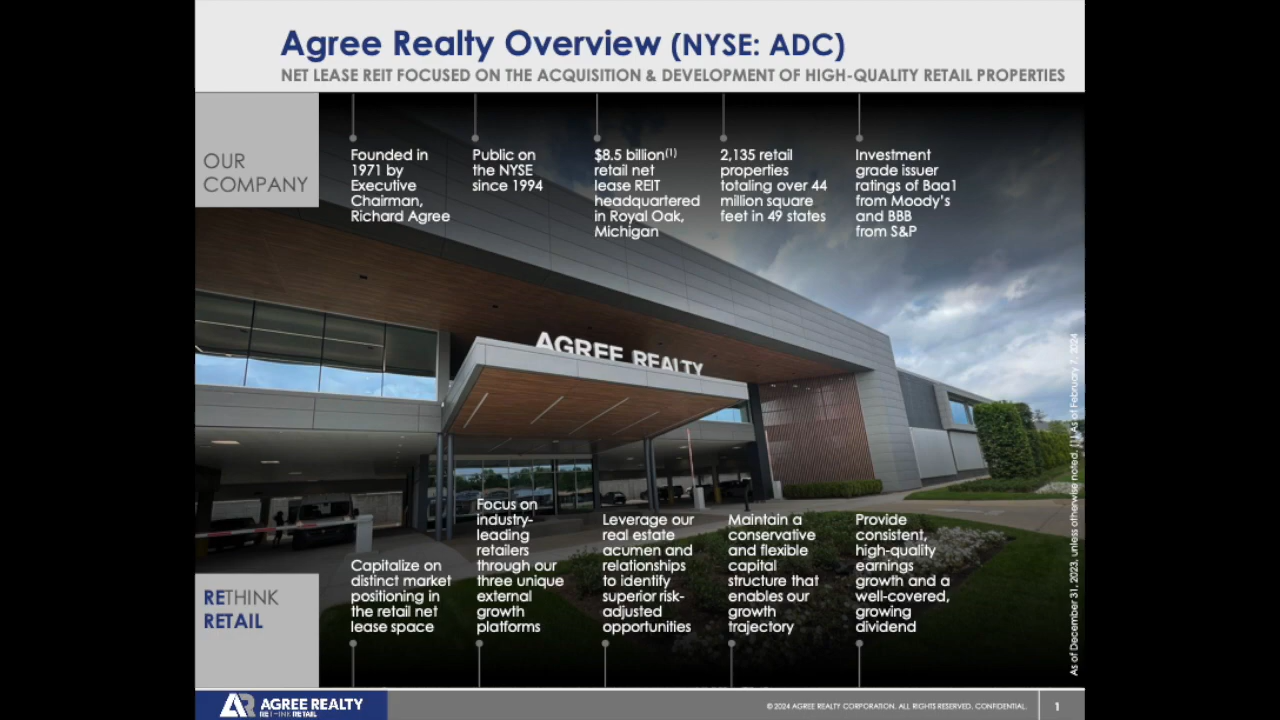 Agree Realty Overview (NYSE: ADC)
NET LEASE REIT FOCUSED ON THE ACQUISITION & DEVELOPMENT OF HIGH-QUALITY RETAIL PROPERTIES
OUR
COMPANY
Founded in
1971 by
Executive
Chairman,
Richard Agree
Public on
the NYSE
since 1994
$8.5 billion(1)
retail net
lease REIT
headquartered
in Royal Oak,
Michigan
2,135 retail
properties
totaling over 44
million square
feet in 49 states
Investment
grade issuer
ratings of Baa1
from Moody's
and BBB
from S&P
AGREE REALTY
RETHINK
RETAIL
Capitalize on
distinct market
positioning in
the retail net
lease space
Focus on
industry-
leading
retailers
through our
three unique
external
growth
platforms
Leverage our
real estate
acumen and
relationships
to identify
superior risk-
adjusted
opportunities
Maintain a
conservative
and flexible
capital
structure that
enables our
growth
trajectory
Provide
consistent,
high-quality
earnings
growth and a
well-covered,
growing
dividend
As of December 31, 2023, unless otherwise noted. (1) As of February 7, 2024
AR AGREE REALTY
RETHINK RETAIL
© 2024 AGREE REALTY CORPORATION. ALL RIGHTS RESERVED. CONFIDENTIAL.
1